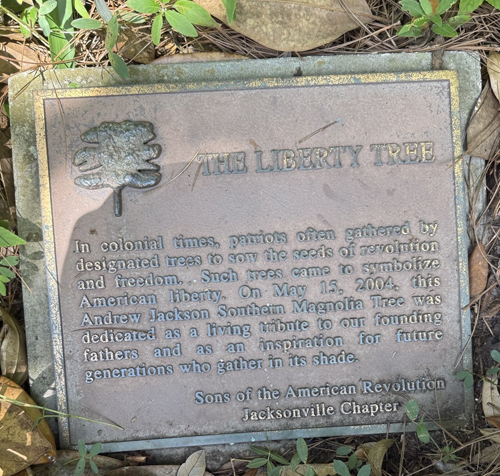 THE LIBERTY TREE
In colonial times, patriots often gathered by
designated trees to sow the seeds of revolution
and freedom. Such trees came to symbolize
American liberty. On May 15, 2004, this
Andrew Jackson Southern Magnolia Tree was
dedicated as a living tribute to our founding
fathers and as an inspiration for future
generations who gather in its shade.
Sons of the American Revolution
Jacksonville Chapter